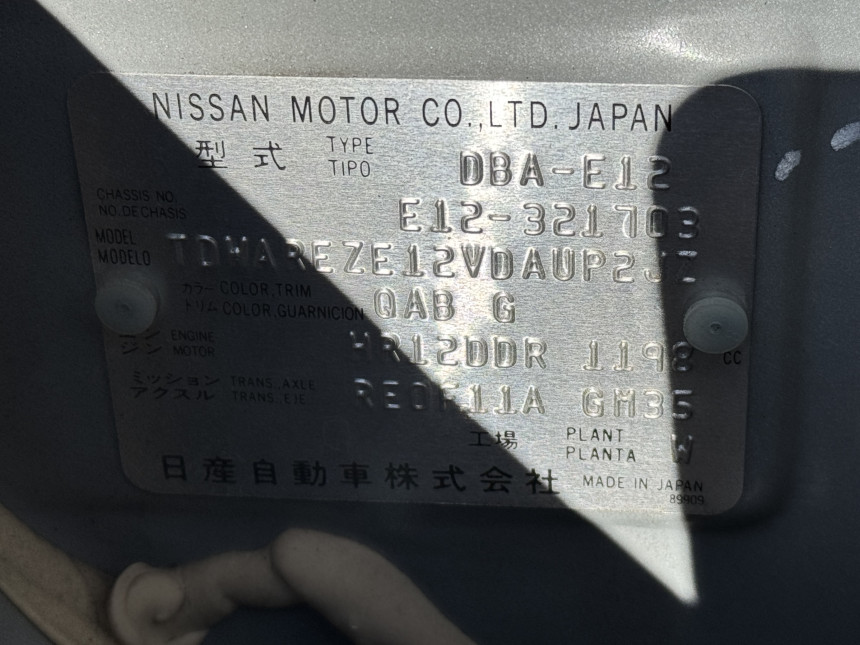 NISSAN MOTOR CO.,LTD. JAPAN
型式 TYPE TIPO DBA-E12
CHASSIS NO. NO.DE CHASIS E12-321703
MODEL MODELO TDWAREZE12VDAUP2JZ
カラー COLOR,TRIM トリム COLOR,GUARNICION QAB G
ジン ENGINE MOTOR HR12DDR 1198 CC
ミッション TRANS.,AXLE アクスル TRANS.,EJE RE0F11A GM35
工場 PLANT PLANTA W
日産自動車株式会社 MADE IN JAPAN
89909